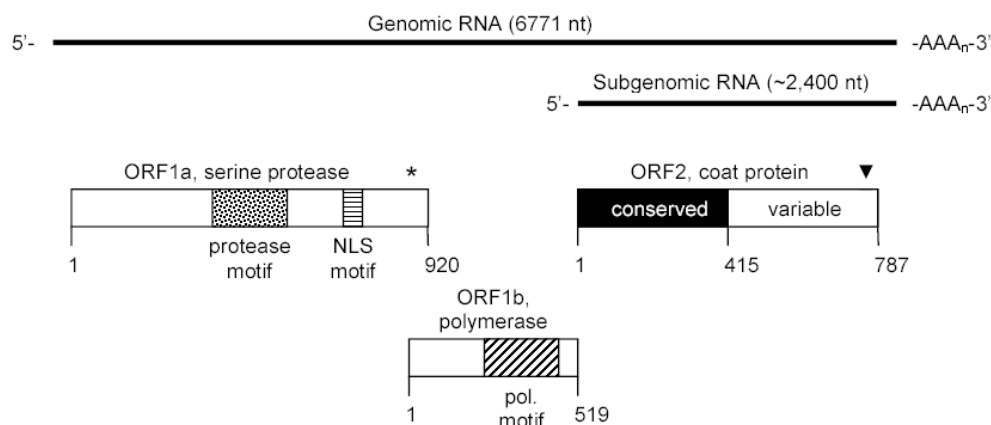 Genomic RNA (6771 nt)
5'- -AAAn-3'
Subgenomic RNA (~2,400 nt)
5'- -AAAn-3'
ORF1a, serine protease * ORF2, coat protein ▼
conserved variable
protease motif NLS motif
1 920 1 415 787
ORF1b,
polymerase
1 pol. motif 519